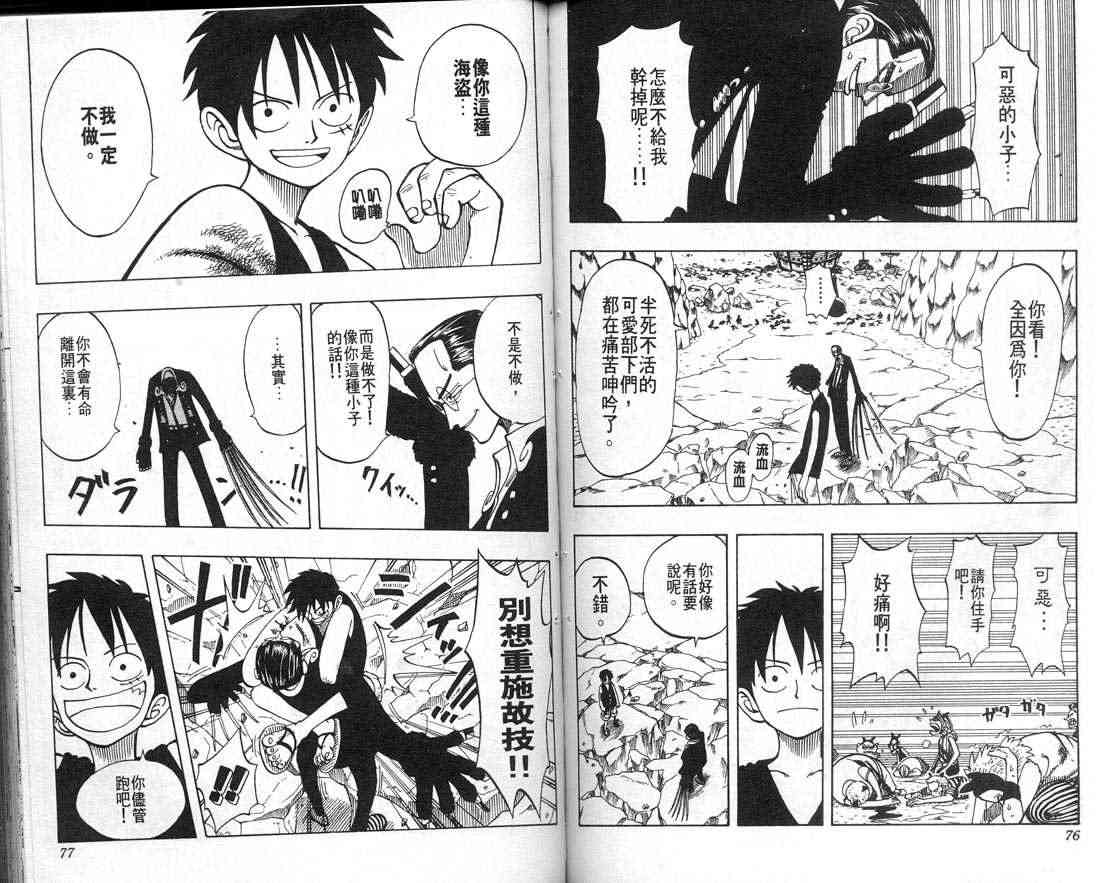 可惡的小子…
怎麼不給我
幹掉呢……!!
你看！
全因為你！
……
半死不活的
可愛部下們，
都在痛苦呻吟了。
流血
流血
可惡…
請你住手
吧！
好痛啊!!
ガタ
ガタ
你好像
有話要
說呢。
不錯。
76
像你這種
海盜…
叭嘞
叭嘞
我一定
不做。
不是不做，
而是做不了！
像你這種小子
的話!!
クイッ…
…其實…
你不會有命
離開這裏…
ダラン…!!
別想重施故技!!
!!!
你儘管
跑吧！
77